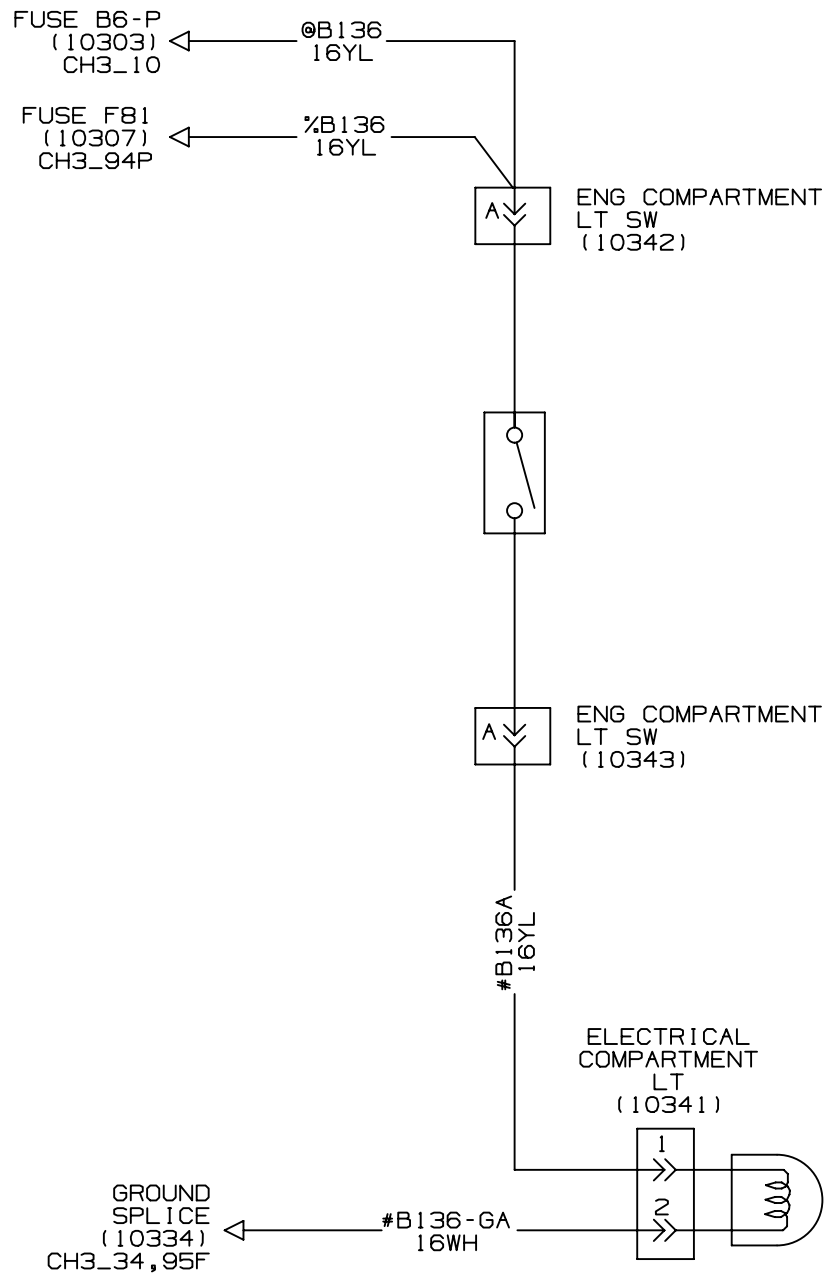 FUSE B6-P
(10303)
CH3_10
@B136
16YL
FUSE F81
(10307)
CH3_94P
%B136
16YL
A
ENG COMPARTMENT
LT SW
(10342)
A
ENG COMPARTMENT
LT SW
(10343)
#B136A
16YL
ELECTRICAL
COMPARTMENT
LT
(10341)
1
2
GROUND
SPLICE
(10334)
CH3_34,95F
#B136-GA
16WH